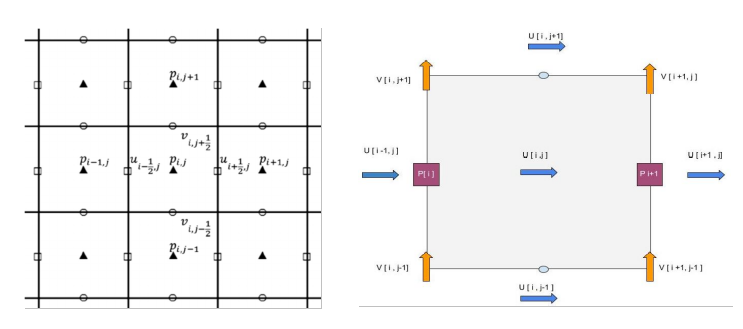 p_{i,j+1}
v_{i,j+\frac{1}{2}}
p_{i-1,j} u_{i-\frac{1}{2},j} p_{i,j} u_{i+\frac{1}{2},j} p_{i+1,j}
v_{i,j-\frac{1}{2}}
p_{i,j-1}
U [ i , j+1]
V [ i , j+1] V [ i +1, j ]
U [ i -1, j ] U [ i ,j ] U [ i+1 , j]
P[ i ] P i+1
V [ i , j-1] V [ i +1, j-1 ]
U [ i , j-1 ]